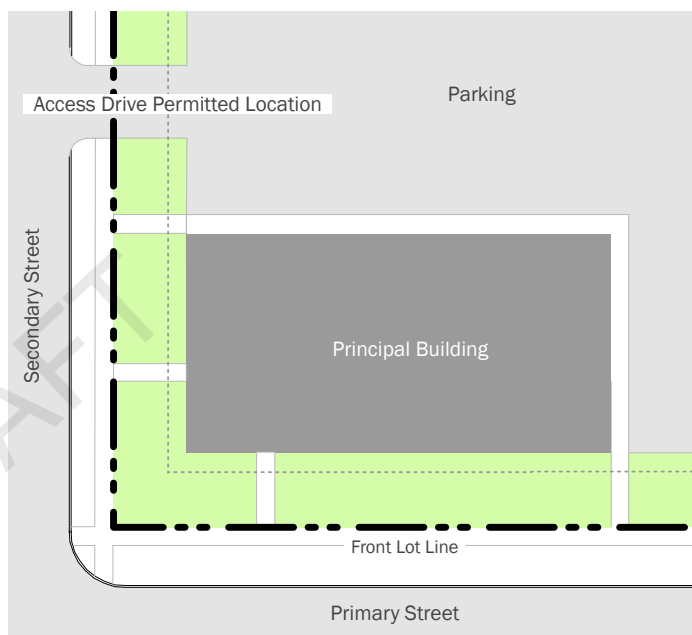 Parking
Access Drive Permitted Location
Secondary Street
Principal Building
Front Lot Line
Primary Street